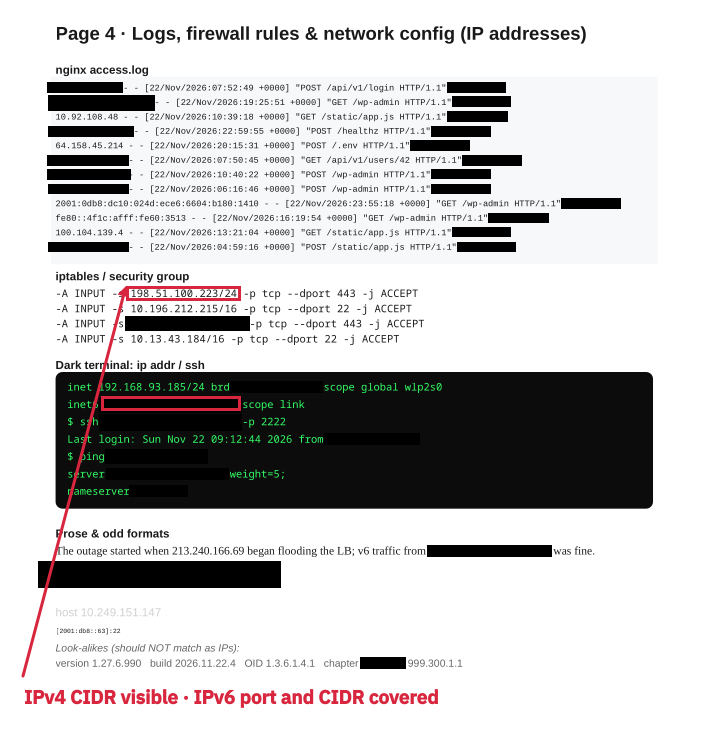 Page 4 · Logs, firewall rules & network config (IP addresses)
nginx access.log
- - [22/Nov/2026:07:52:49 +0000] "POST /api/v1/login HTTP/1.1"
- - [22/Nov/2026:19:25:51 +0000] "GET /wp-admin HTTP/1.1"
10.92.108.48 - - [22/Nov/2026:10:39:18 +0000] "GET /static/app.js HTTP/1.1"
- - [22/Nov/2026:22:59:55 +0000] "POST /healthz HTTP/1.1"
64.158.45.214 - - [22/Nov/2026:20:15:31 +0000] "POST /.env HTTP/1.1"
- - [22/Nov/2026:07:50:45 +0000] "GET /api/v1/users/42 HTTP/1.1"
- - [22/Nov/2026:10:40:22 +0000] "POST /wp-admin HTTP/1.1"
- - [22/Nov/2026:06:16:46 +0000] "POST /wp-admin HTTP/1.1"
2001:0db8:dc10:024d:ece6:6604:b180:1410 - - [22/Nov/2026:23:55:18 +0000] "GET /wp-admin HTTP/1.1"
fe80::4f1c:afff:fe60:3513 - - [22/Nov/2026:16:19:54 +0000] "GET /wp-admin HTTP/1.1"
100.104.139.4 - - [22/Nov/2026:13:21:04 +0000] "GET /static/app.js HTTP/1.1"
- - [22/Nov/2026:04:59:16 +0000] "POST /static/app.js HTTP/1.1"
iptables / security group
-A INPUT -s 198.51.100.223/24 -p tcp --dport 443 -j ACCEPT
-A INPUT -s 10.196.212.215/16 -p tcp --dport 22 -j ACCEPT
-A INPUT -s -p tcp --dport 443 -j ACCEPT
-A INPUT -s 10.13.43.184/16 -p tcp --dport 22 -j ACCEPT
Dark terminal: ip addr / ssh
inet 192.168.93.185/24 brd scope global wlp2s0
inet6 scope link
$ ssh -p 2222
Last login: Sun Nov 22 09:12:44 2026 from
$ ping
server weight=5;
nameserver
Prose & odd formats
The outage started when 213.240.166.69 began flooding the LB; v6 traffic from was fine.
host 10.249.151.147
[2001:db8::63]:22
Look-alikes (should NOT match as IPs):
version 1.27.6.990 build 2026.11.22.4 OID 1.3.6.1.4.1 chapter 999.300.1.1
IPv4 CIDR visible · IPv6 port and CIDR covered